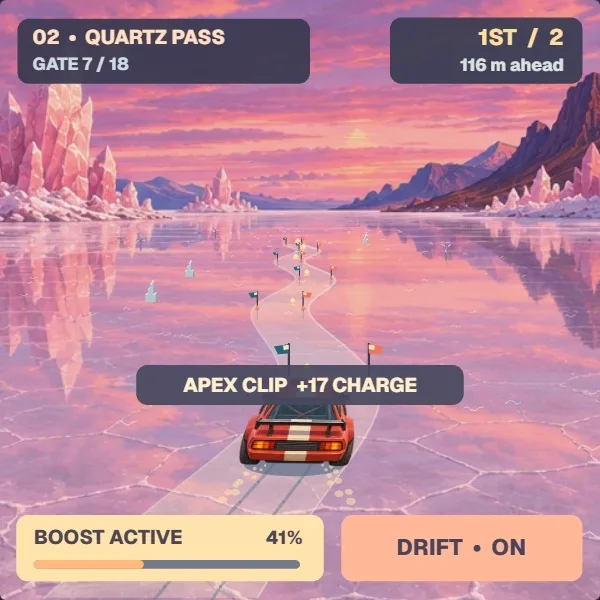 02 • QUARTZ PASS
GATE 7 / 18
1ST / 2
116 m ahead
APEX CLIP +17 CHARGE
BOOST ACTIVE 41%
DRIFT • ON